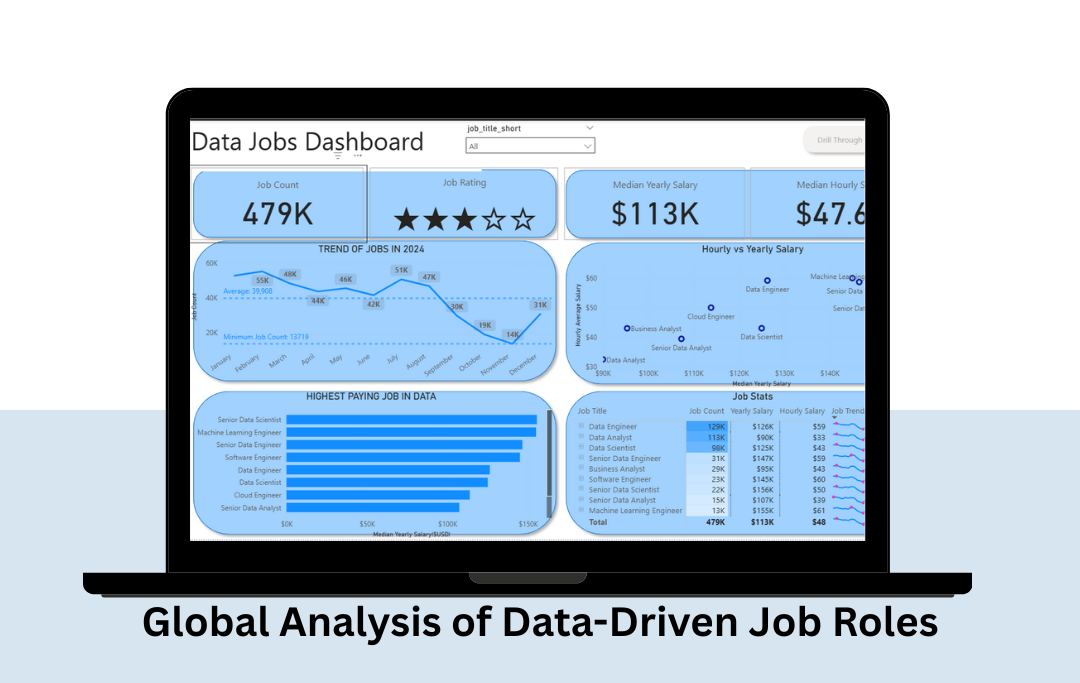 Data Jobs Dashboard
job_title_short
All
Drill Through
Job Count
479K
Job Rating
Median Yearly Salary
$113K
Median Hourly S
$47.6
TREND OF JOBS IN 2024
60K
40K
20K
Job Count
55K
48K
44K
46K
42K
51K
47K
30K
19K
14K
31K
Average: 39,908
Minimum Job Count: 13719
January
February
March
April
May
June
July
August
September
October
November
December
Hourly vs Yearly Salary
$60
$50
$40
$30
Hourly Average Salary
Machine Learning
Data Engineer
Senior Data
Cloud Engineer
Senior Dat
Business Analyst
Data Scientist
Senior Data Analyst
Data Analyst
$90K $100K $110K $120K $130K $140K
Median Yearly Salary
HIGHEST PAYING JOB IN DATA
Senior Data Scientist
Machine Learning Engineer
Senior Data Engineer
Software Engineer
Data Engineer
Data Scientist
Cloud Engineer
Senior Data Analyst
$0K $50K $100K $150K
Median Yearly Salary($USD)
Job Stats
Job Title Job Count Yearly Salary Hourly Salary Job Trend
Data Engineer 129K $126K $59
Data Analyst 113K $90K $33
Data Scientist 98K $125K $43
Senior Data Engineer 31K $147K $59
Business Analyst 29K $95K $43
Software Engineer 23K $145K $60
Senior Data Scientist 22K $156K $50
Senior Data Analyst 15K $107K $39
Machine Learning Engineer 13K $155K $61
Total 479K $113K $48
Global Analysis of Data-Driven Job Roles